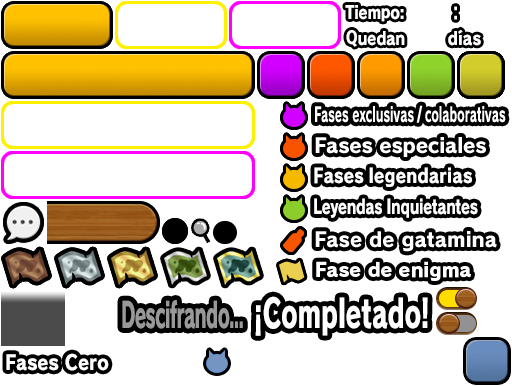 Tiempo: :
Quedan días
Fases exclusivas / colaborativas
Fases especiales
Fases legendarias
Leyendas Inquietantes
Fase de gatamina
Fase de enigma
Descifrando... ¡Completado!
Fases Cero